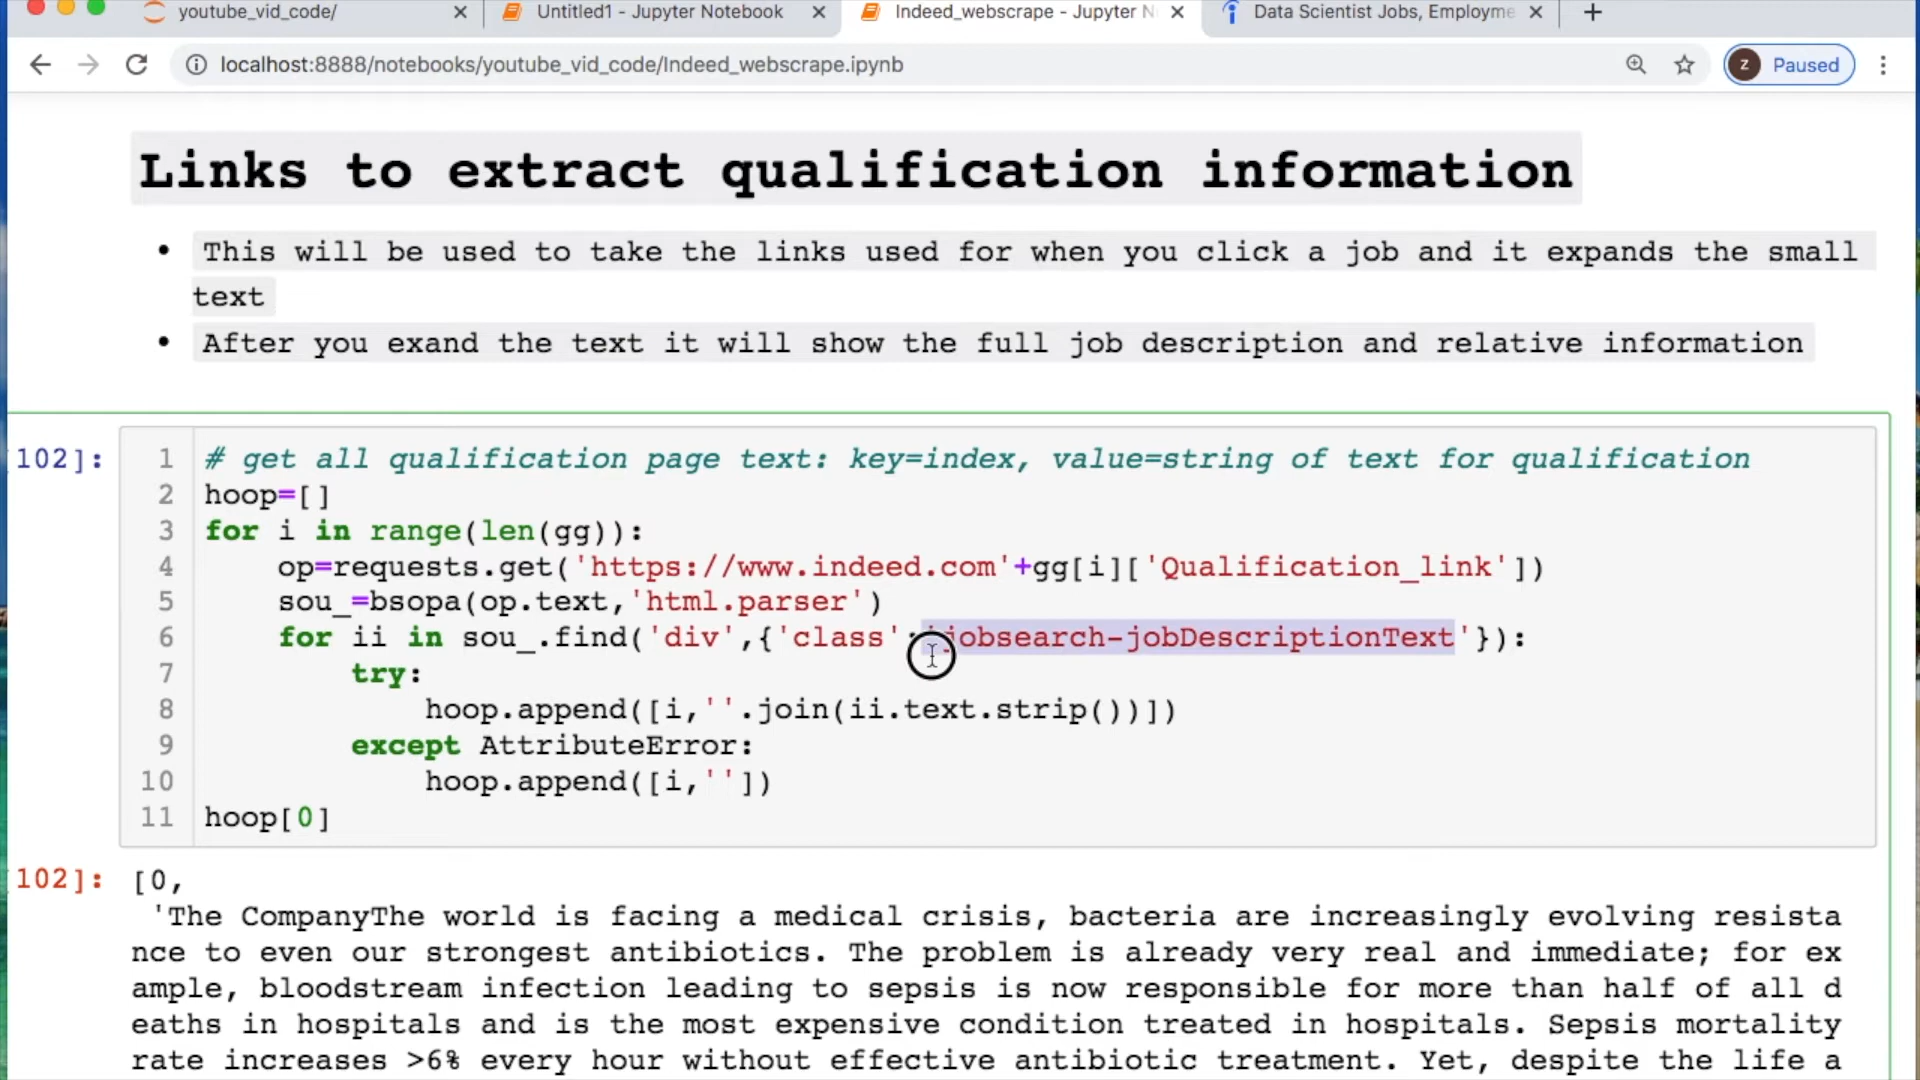 youtube_vid_code/
Untitled1 - Jupyter Notebook
Indeed_webscrape - Jupyter N
Data Scientist Jobs, Employme
localhost:8888/notebooks/youtube_vid_code/Indeed_webscrape.ipynb
z Paused
Links to extract qualification information
• This will be used to take the links used for when you click a job and it expands the small
text
• After you exand the text it will show the full job description and relative information
102]:
1 # get all qualification page text: key=index, value=string of text for qualification
2 hoop=[]
3 for i in range(len(gg)):
4 op=requests.get('https://www.indeed.com'+gg[i]['Qualification_link'])
5 sou_=bsopa(op.text,'html.parser')
6 for ii in sou_.find('div',{'class':'jobsearch-jobDescriptionText'}):
7 try:
8 hoop.append([i,''.join(ii.text.strip())])
9 except AttributeError:
10 hoop.append([i,''])
11 hoop[0]
102]: [0,
'The CompanyThe world is facing a medical crisis, bacteria are increasingly evolving resista
nce to even our strongest antibiotics. The problem is already very real and immediate; for ex
ample, bloodstream infection leading to sepsis is now responsible for more than half of all d
eaths in hospitals and is the most expensive condition treated in hospitals. Sepsis mortality
rate increases >6% every hour without effective antibiotic treatment. Yet, despite the life a